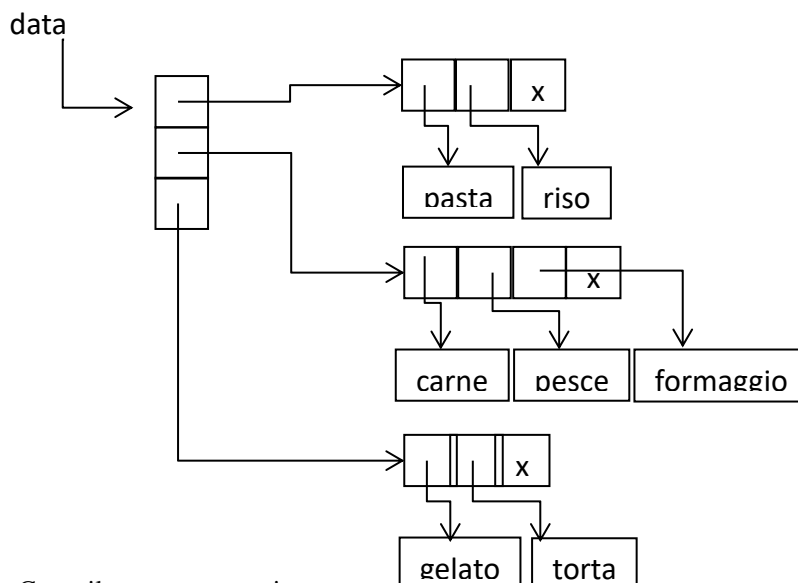 data
x
pasta riso
x
carne pesce formaggio
x
gelato torta